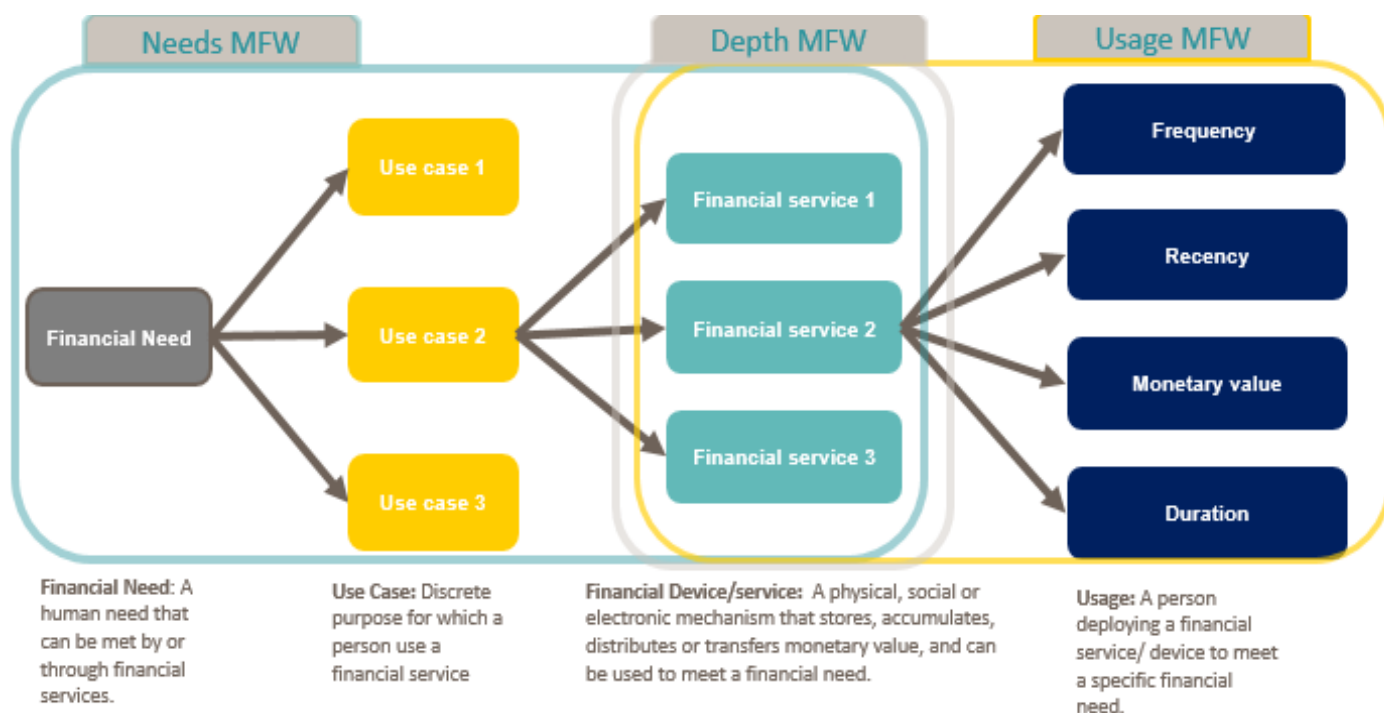 Needs MFW
Depth MFW
Usage MFW
Frequency
Use case 1
Financial service 1
Recency
Financial Need
Use case 2
Financial service 2
Monetary value
Financial service 3
Use case 3
Duration
Financial Need: A
human need that
can be met by or
through financial
services.
Use Case: Discrete
purpose for which a
person use a
financial service
Financial Device/service: A physical, social or
electronic mechanism that stores, accumulates,
distributes or transfers monetary value, and can
be used to meet a financial need.
Usage: A person
deploying a financial
service/ device to meet
a specific financial
need.